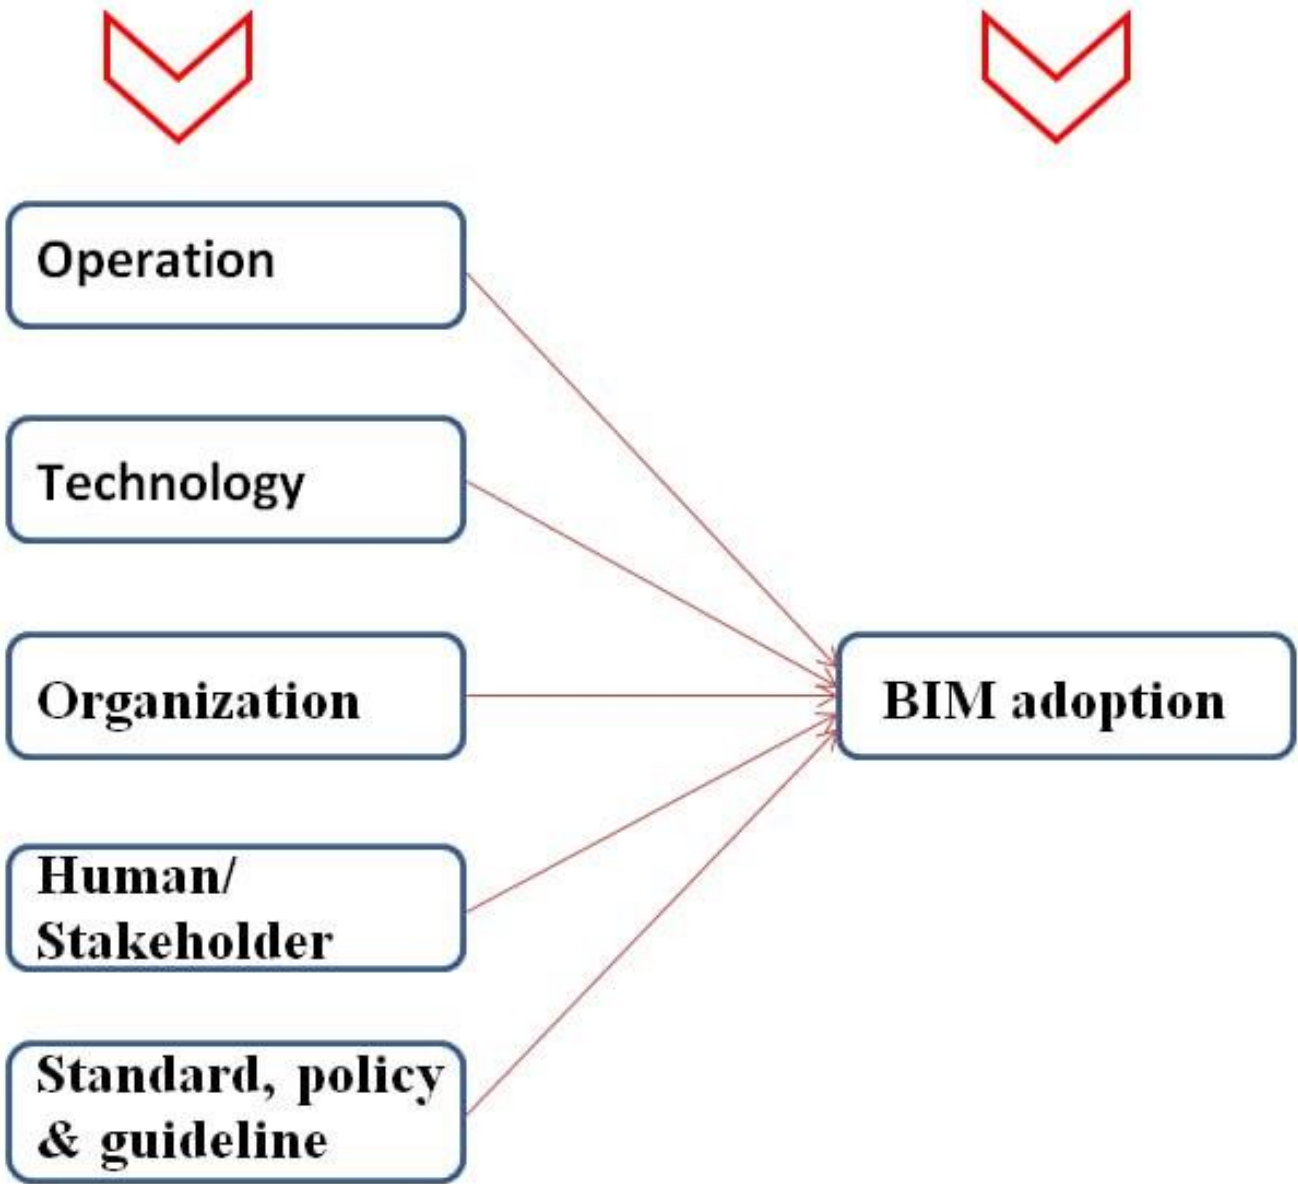 Operation
Technology
Organization
BIM adoption
Human/
Stakeholder
Standard, policy
& guideline